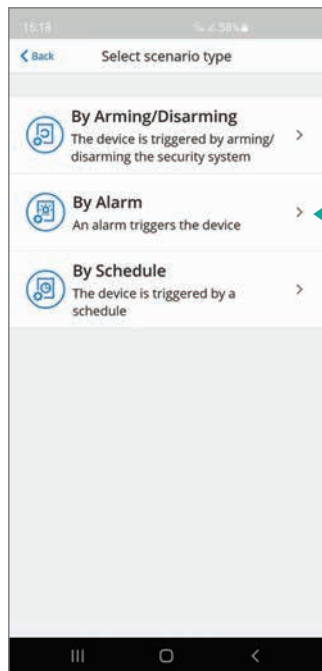 15:18 58%
Back Select scenario type
By Arming/Disarming
The device is triggered by arming/
disarming the security system
By Alarm
An alarm triggers the device
By Schedule
The device is triggered by a
schedule